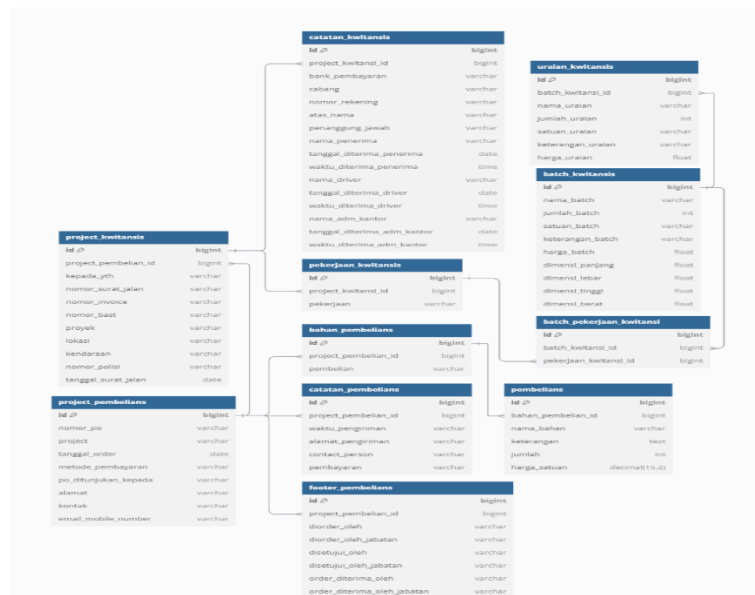 catatan_kwitansis
id bigint
project_kwitansi_id bigint
bank_pembayaran varchar
cabang varchar
nomor_rekening varchar
atas_nama varchar
penanggung_jawab varchar
nama_penerima varchar
tanggal_diterima_penerima date
waktu_diterima_penerima time
nama_driver varchar
tanggal_diterima_driver date
waktu_diterima_driver time
nama_adm_kantor varchar
tanggal_diterima_adm_kantor date
waktu_diterima_adm_kantor time
uraian_kwitansis
id bigint
batch_kwitansi_id bigint
nama_uraian varchar
jumlah_uraian int
satuan_uraian varchar
keterangan_uraian varchar
harga_uraian float
batch_kwitansis
id bigint
nama_batch varchar
jumlah_batch int
satuan_batch varchar
keterangan_batch varchar
harga_batch float
dimensi_panjang float
dimensi_lebar float
dimensi_tinggi float
dimensi_berat float
project_kwitansis
id bigint
project_pembelian_id bigint
kepada_yth varchar
nomor_surat_jalan varchar
nomor_invoice varchar
nomor_bast varchar
proyek varchar
lokasi varchar
kendaraan varchar
nomor_polisi varchar
tanggal_surat_jalan date
pekerjaan_kwitansis
id bigint
project_kwitansi_id bigint
pekerjaan varchar
batch_pekerjaan_kwitansi
id bigint
batch_kwitansi_id bigint
pekerjaan_kwitansi_id bigint
bahan_pembelians
id bigint
project_pembelian_id bigint
pembelian varchar
project_pembelians
id bigint
nomor_po varchar
project varchar
tanggal_order date
metode_pembayaran varchar
po_ditunjukan_kepada varchar
alamat varchar
kontak varchar
email_mobile_number varchar
catatan_pembelians
id bigint
project_pembelian_id bigint
waktu_pengiriman varchar
alamat_pengiriman varchar
contact_person varchar
pembayaran varchar
pembelians
id bigint
bahan_pembelian_id bigint
nama_bahan varchar
keterangan text
jumlah int
harga_satuan decimal(15,2)
footer_pembelians
id bigint
project_pembelian_id bigint
diorder_oleh varchar
diorder_oleh_jabatan varchar
disetujui_oleh varchar
disetujui_oleh_jabatan varchar
order_diterima_oleh varchar
order_diterima_oleh_jabatan varchar